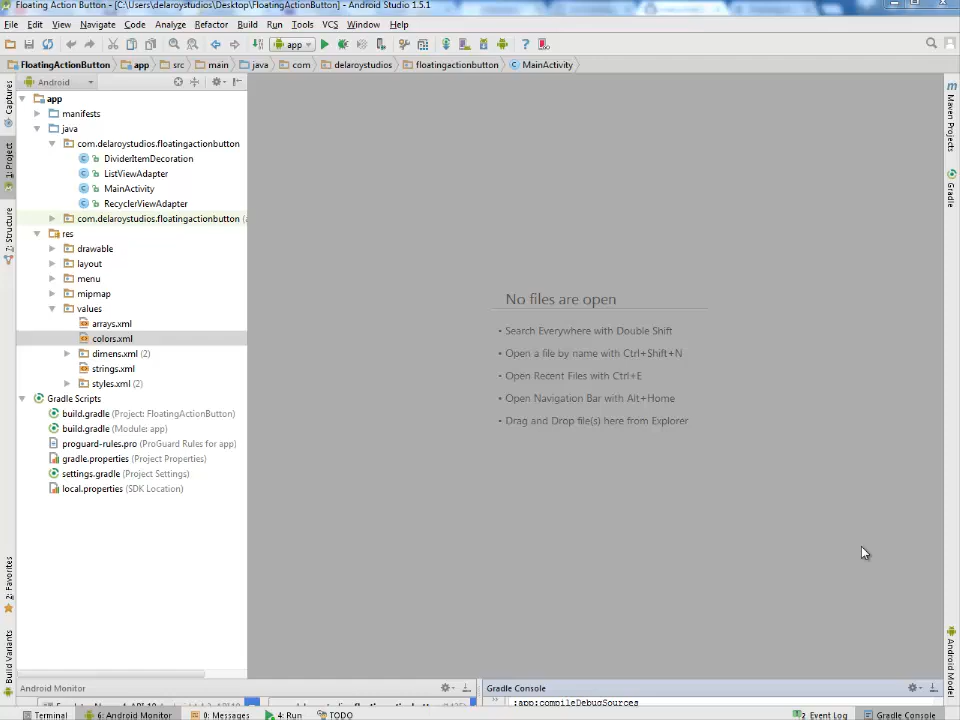 Floating Action Button - [C:\Users\delaroystudios\Desktop\FloatingActionButton] - Android Studio 1.5.1
File Edit View Navigate Code Analyze Refactor Build Run Tools VCS Window Help
app
FloatingActionButton app src main java com delaroystudios floatingactionbutton MainActivity
Android
app
manifests
java
com.delaroystudios.floatingactionbutton
DividerItemDecoration
ListViewAdapter
MainActivity
RecyclerViewAdapter
com.delaroystudios.floatingactionbutton
res
drawable
layout
menu
mipmap
values
arrays.xml
colors.xml
dimens.xml (2)
strings.xml
styles.xml (2)
Gradle Scripts
build.gradle (Project: FloatingActionButton)
build.gradle (Module: app)
proguard-rules.pro (ProGuard Rules for app)
gradle.properties (Project Properties)
settings.gradle (Project Settings)
local.properties (SDK Location)
Captures
1: Project
7: Structure
2: Favorites
Build Variants
No files are open
• Search Everywhere with Double Shift
• Open a file by name with Ctrl+Shift+N
• Open Recent Files with Ctrl+E
• Open Navigation Bar with Alt+Home
• Drag and Drop file(s) here from Explorer
Maven Projects
Gradle
Android Model
Android Monitor
Gradle Console
:app:compileDebugSources
Terminal 6: Android Monitor 0: Messages 4: Run TODO 2 Event Log Gradle Console